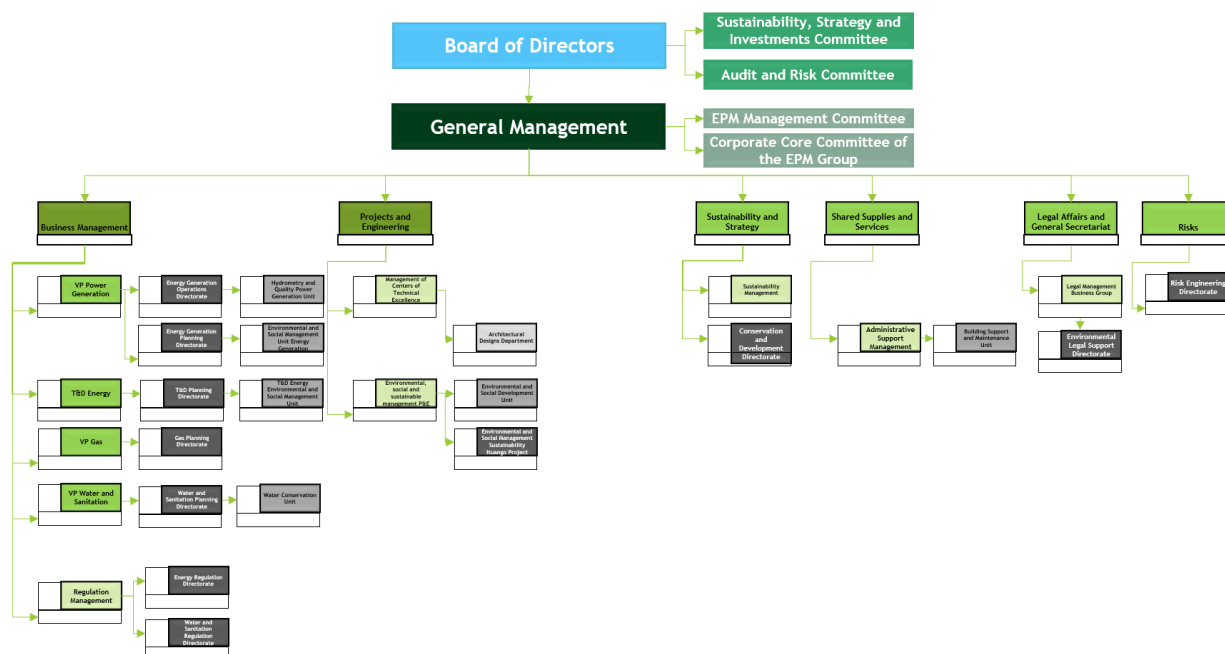 Board of Directors
Sustainability, Strategy and
Investments Committee
Audit and Risk Committee
General Management
EPM Management Committee
Corporate Core Committee of
the EPM Group
Business Management
Projects and
Engineering
Sustainability and
Strategy
Shared Supplies and
Services
Legal Affairs and
General Secretariat
Risks
VP Power
Generation
Energy Generation
Operations
Directorate
Hydrometry and
Quality Power
Generation Unit
Energy Generation
Planning
Directorate
Environmental and
Social Management
Unit Energy
Generation
T&D Energy
T&D Planning
Directorate
T&D Energy
Environmental and
Social Management
Unit
VP Gas
Gas Planning
Directorate
VP Water and
Sanitation
Water and
Sanitation Planning
Directorate
Water Conservation
Unit
Regulation
Management
Energy Regulation
Directorate
Water and
Sanitation
Regulation
Directorate
Management of
Centers of
Technical
Excellence
Architectural
Designs Department
Environmental,
social and
sustainable
management P&E
Environmental and
Social Development
Unit
Environmental and
Social Management
Sustainability
Ituango Project
Sustainability
Management
Conservation
and
Development
Directorate
Administrative
Support
Management
Building Support
and Maintenance
Unit
Legal Management
Business Group
Environmental
Legal Support
Directorate
Risk Engineering
Directorate